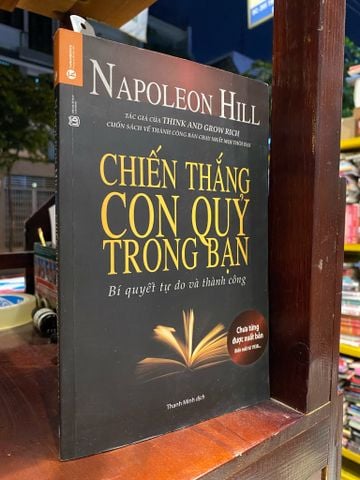 NAPOLEON HILL
TÁC GIẢ CỦA THINK AND GROW RICH
CUỐN SÁCH VỀ THÀNH CÔNG BÁN CHẠY NHẤT MỌI THỜI ĐẠI
CHIẾN THẮNG
CON QUỶ
TRONG BẠN
Bí quyết tự do và thành công
Chưa từng
được xuất bản
Thanh Minh dịch